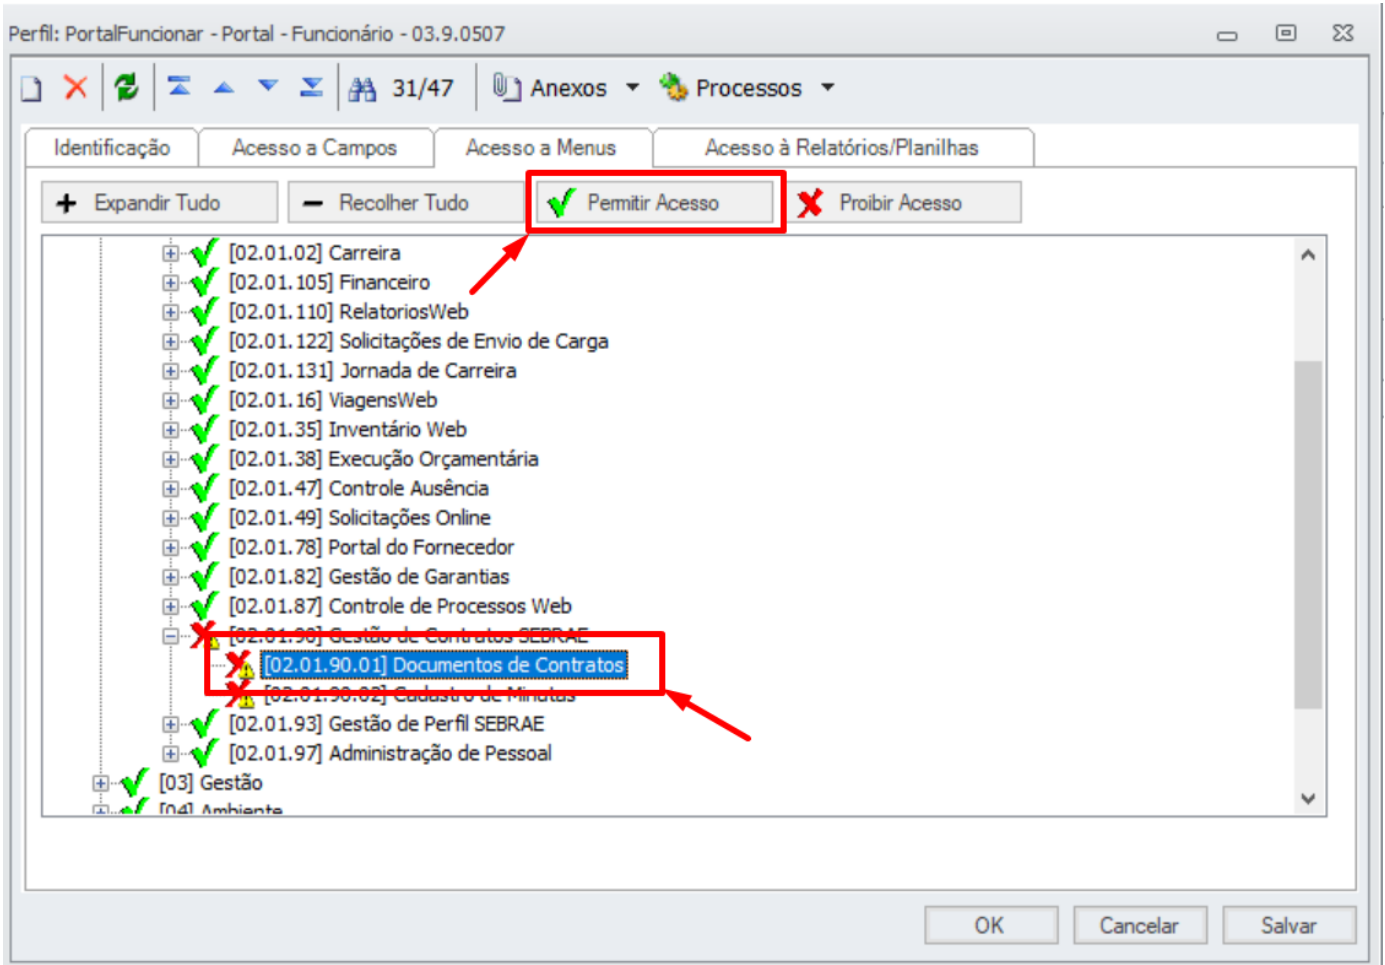 Perfil: PortalFuncionar - Portal - Funcionário - 03.9.0507
31/47 Anexos Processos
Identificação Acesso a Campos Acesso a Menus Acesso à Relatórios/Planilhas
Expandir Tudo Recolher Tudo Permitir Acesso Proibir Acesso
[02.01.02] Carreira
[02.01.105] Financeiro
[02.01.110] RelatoriosWeb
[02.01.122] Solicitações de Envio de Carga
[02.01.131] Jornada de Carreira
[02.01.16] ViagensWeb
[02.01.35] Inventário Web
[02.01.38] Execução Orçamentária
[02.01.47] Controle Ausência
[02.01.49] Solicitações Online
[02.01.78] Portal do Fornecedor
[02.01.82] Gestão de Garantias
[02.01.87] Controle de Processos Web
[02.01.90] Gestão de Contratos SEBRAE
[02.01.90.01] Documentos de Contratos
[02.01.90.02] Cadastro de Minutas
[02.01.93] Gestão de Perfil SEBRAE
[02.01.97] Administração de Pessoal
[03] Gestão
[04] Ambiente
OK Cancelar Salvar